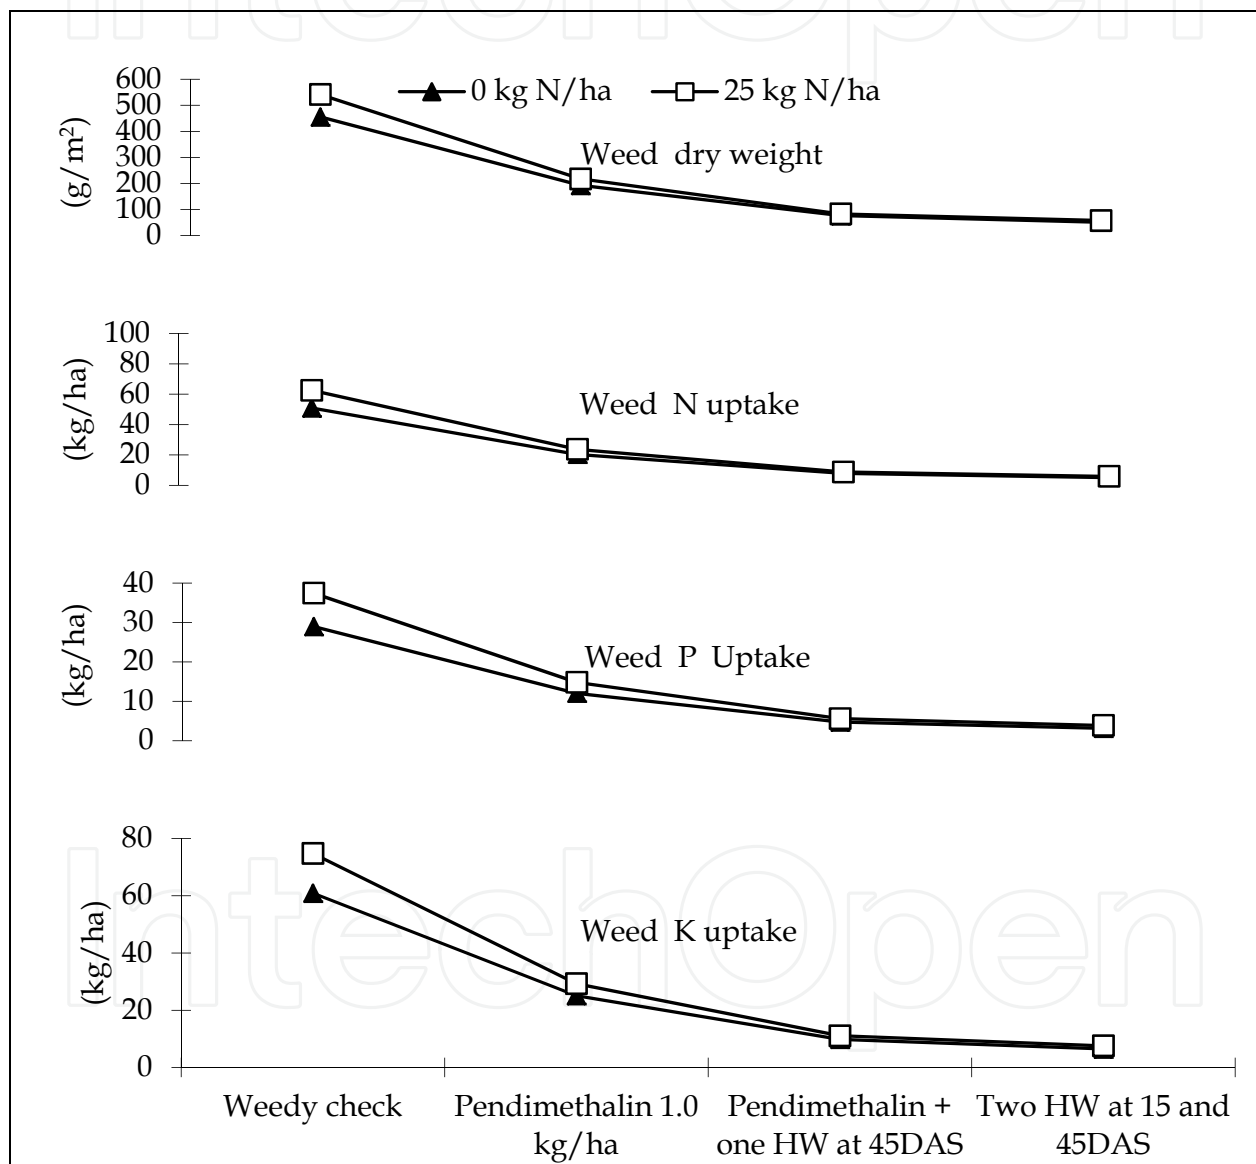 IntechOpen
600
500
400
300
200
100
0
(g/m²)
0 kg N/ha
25 kg N/ha
Weed dry weight
100
80
60
40
20
0
(kg/ha)
Weed N uptake
40
30
20
10
0
(kg/ha)
Weed P Uptake
80
60
40
20
0
(kg/ha)
Weed K uptake
IntechOpen
Weedy check
Pendimethalin 1.0
kg/ha
Pendimethalin +
one HW at 45DAS
Two HW at 15 and
45DAS